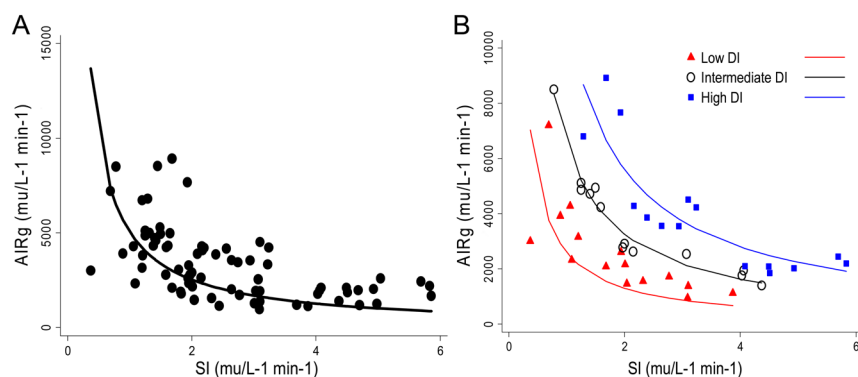 A
AIRg (mu/L-1 min-1)
15000
10000
5000
0
0
2
4
6
SI (mu/L-1 min-1)
B
AIRg (mu/L-1 min-1)
10000
8000
6000
4000
2000
0
Low DI
Intermediate DI
High DI
0
2
4
6
SI (mu/L-1 min-1)